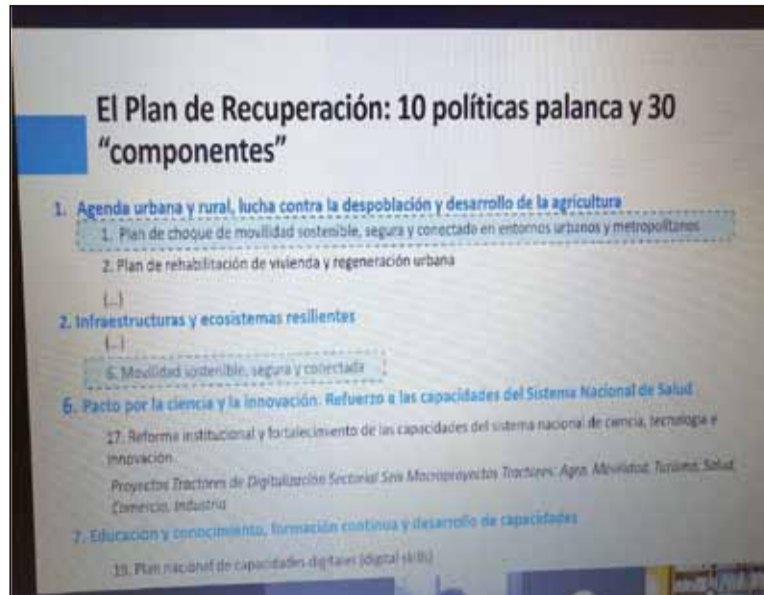 El Plan de Recuperación: 10 políticas palanca y 30
“componentes”
1. Agenda urbana y rural, lucha contra la despoblación y desarrollo de la agricultura
1. Plan de choque de movilidad sostenible, segura y conectada en entornos urbanos y metropolitanos
2. Plan de rehabilitación de vivienda y regeneración urbana
(...)
2. Infraestructuras y ecosistemas resilientes
(...)
6. Movilidad sostenible, segura y conectada
6. Pacto por la ciencia y la innovación. Refuerzo a las capacidades del Sistema Nacional de Salud
17. Reforma institucional y fortalecimiento de las capacidades del sistema nacional de ciencia, tecnología e
innovación.
Proyectos Tractores de Digitalización Sectorial Seis Macroproyectos Tractores: Agro, Movilidad, Turismo, Salud,
Comercio, Industria
7. Educación y conocimiento, formación continua y desarrollo de capacidades
19. Plan nacional de capacidades digitales (digital skills)